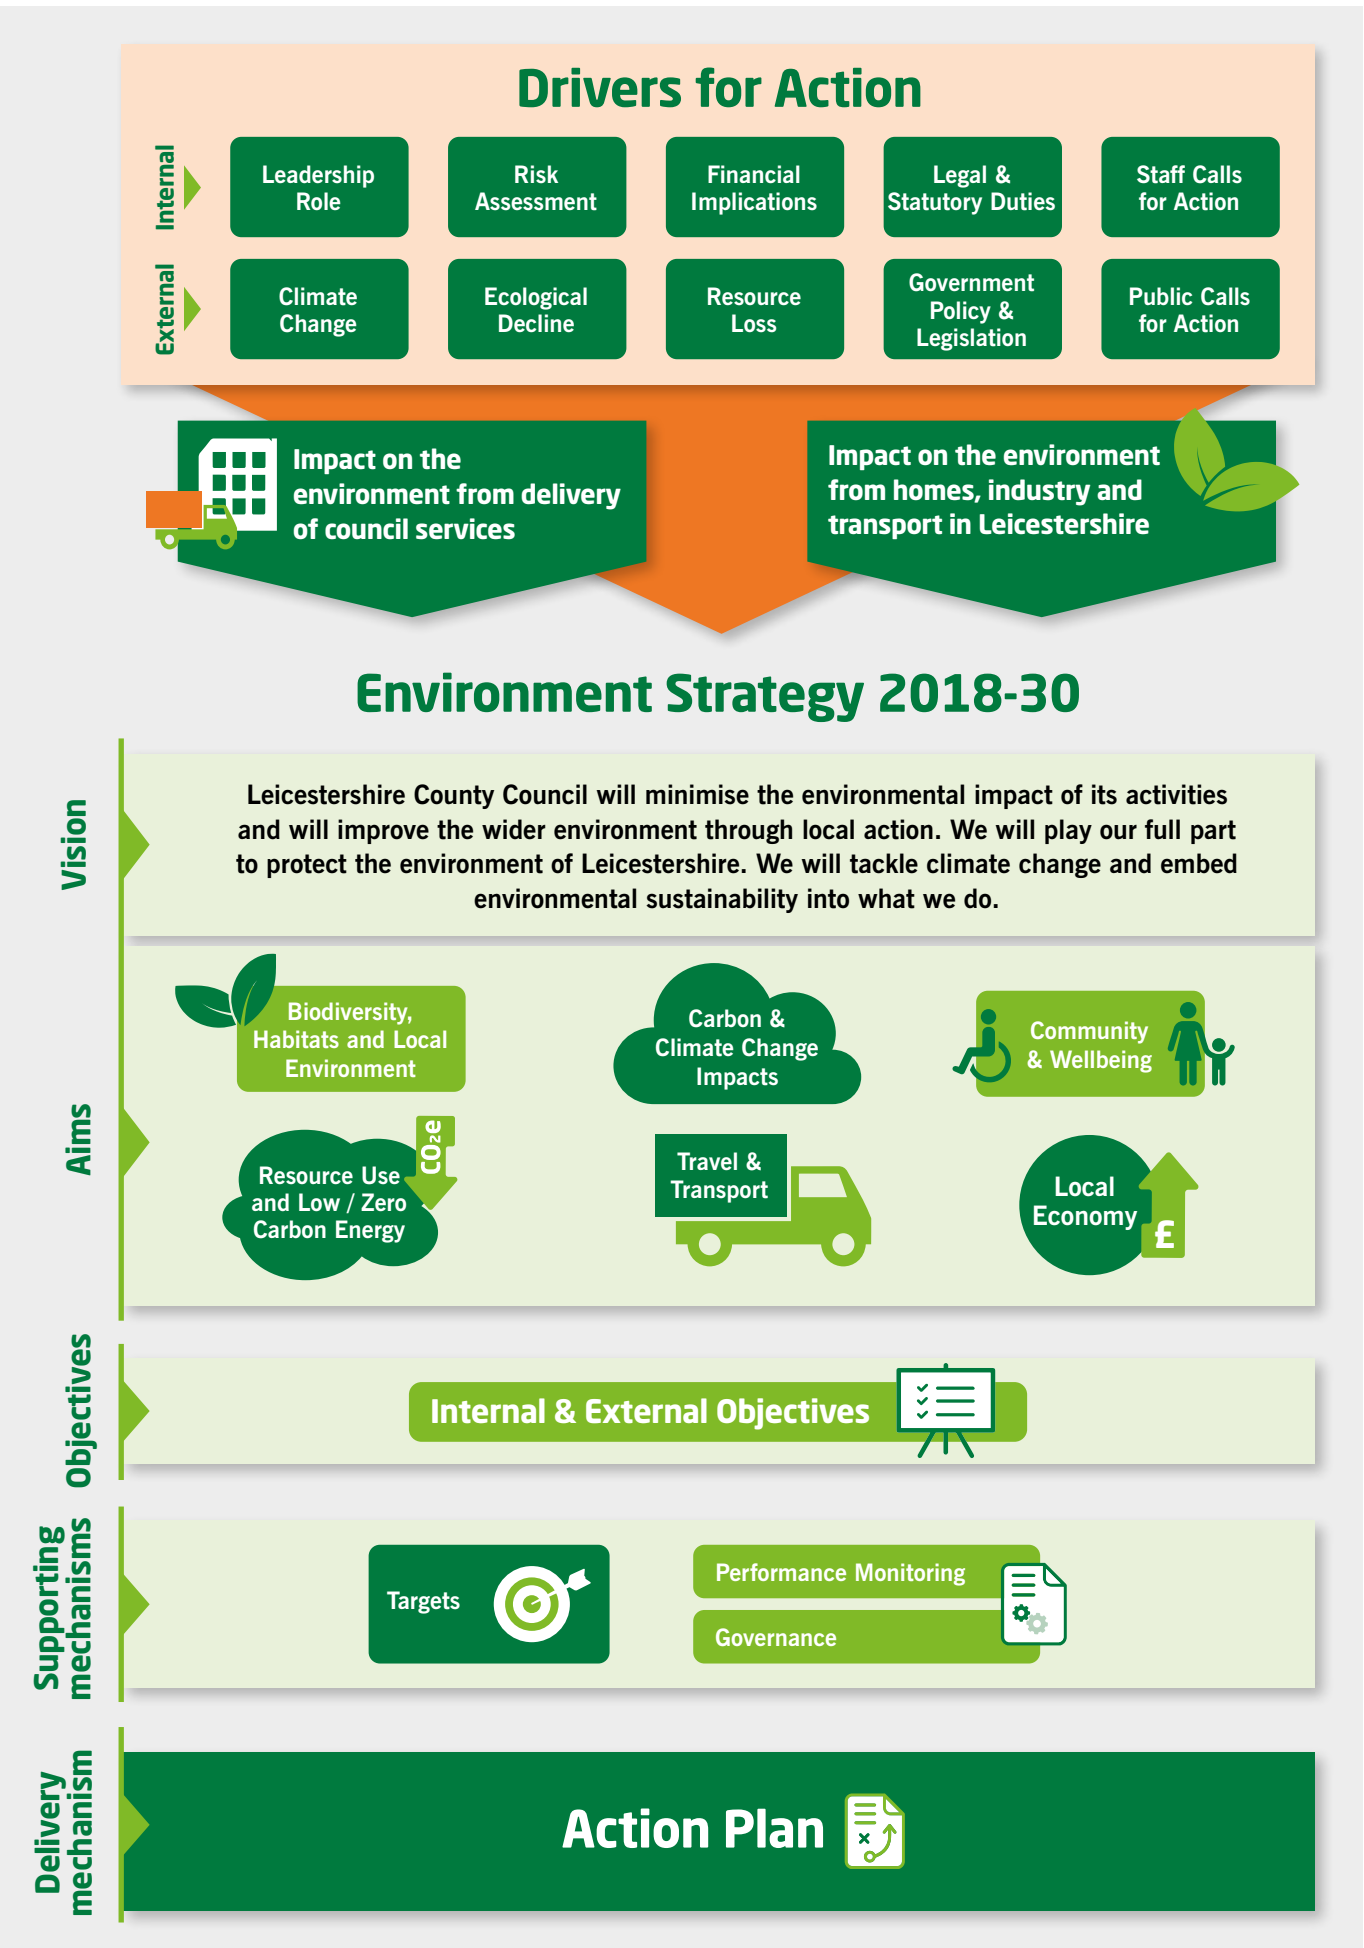 Drivers for Action
Internal
Leadership
Role
Risk
Assessment
Financial
Implications
Legal &
Statutory Duties
Staff Calls
for Action
External
Climate
Change
Ecological
Decline
Resource
Loss
Government
Policy &
Legislation
Public Calls
for Action
Impact on the
environment from delivery
of council services
Impact on the environment
from homes, industry and
transport in Leicestershire
Environment Strategy 2018-30
Vision
Leicestershire County Council will minimise the environmental impact of its activities
and will improve the wider environment through local action. We will play our full part
to protect the environment of Leicestershire. We will tackle climate change and embed
environmental sustainability into what we do.
Aims
Biodiversity,
Habitats and Local
Environment
Carbon &
Climate Change
Impacts
Community
& Wellbeing
Resource Use
and Low / Zero
Carbon Energy
CO₂e
Travel &
Transport
Local
Economy
£
Objectives
Internal & External Objectives
Supporting
mechanisms
Targets
Performance Monitoring
Governance
Delivery
mechanism
Action Plan